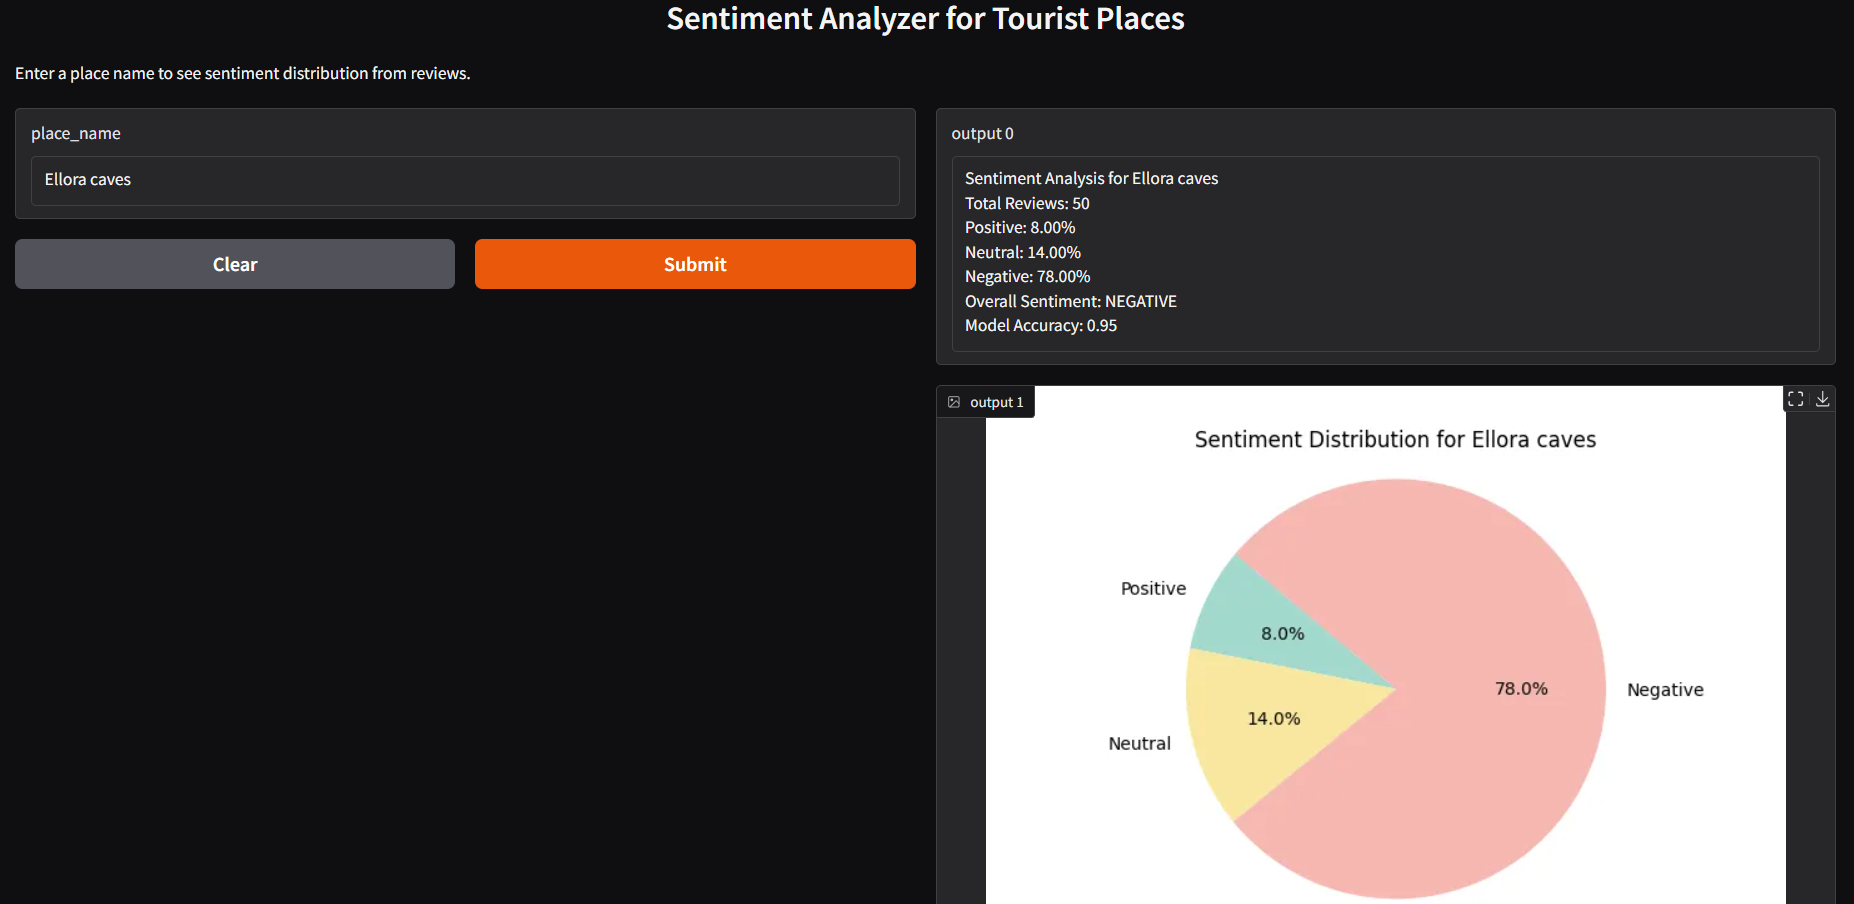 Sentiment Analyzer for Tourist Places
Enter a place name to see sentiment distribution from reviews.
place_name
Ellora caves
Clear
Submit
output 0
Sentiment Analysis for Ellora caves
Total Reviews: 50
Positive: 8.00%
Neutral: 14.00%
Negative: 78.00%
Overall Sentiment: NEGATIVE
Model Accuracy: 0.95
output 1
Sentiment Distribution for Ellora caves
Positive
8.0%
78.0%
Negative
14.0%
Neutral